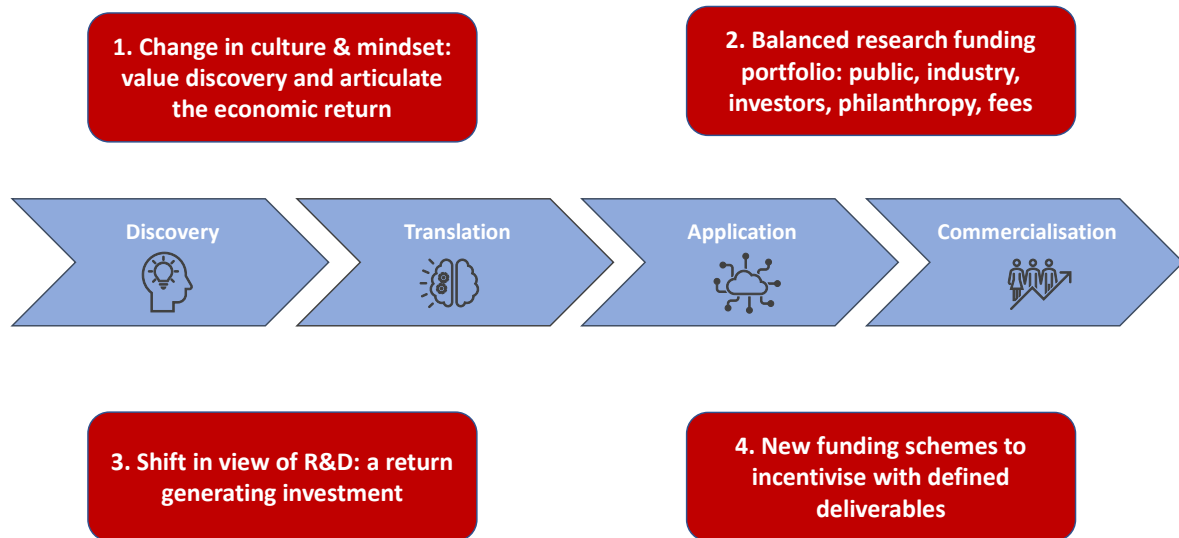 1. Change in culture & mindset:
value discovery and articulate
the economic return
2. Balanced research funding
portfolio: public, industry,
investors, philanthropy, fees
Discovery
Translation
Application
Commercialisation
3. Shift in view of R&D: a return
generating investment
4. New funding schemes to
incentivise with defined
deliverables